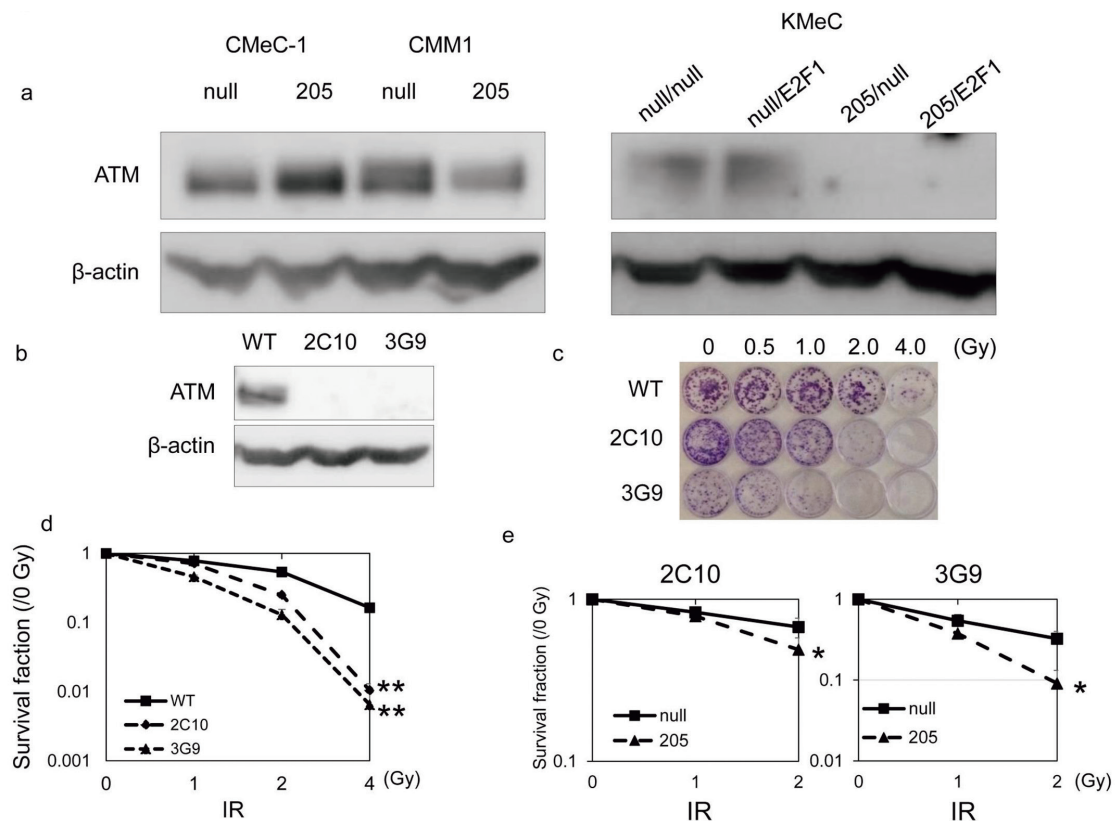 CMeC-1 CMM1 KMeC
a null 205 null 205 null/null null/E2F1 205/null 205/E2F1
ATM
β-actin
b WT 2C10 3G9
ATM
β-actin
c 0 0.5 1.0 2.0 4.0 (Gy)
WT
2C10
3G9
d
Survival faction (/0 Gy)
1
0.1
0.01
0.001
**
**
WT
2C10
3G9
0 1 2 4 (Gy)
IR
e
2C10
Survival fraction (/0 Gy)
1
0.1
*
null
205
0 1 2
IR
3G9
1
0.1
0.01
*
null
205
0 1 2 (Gy)
IR